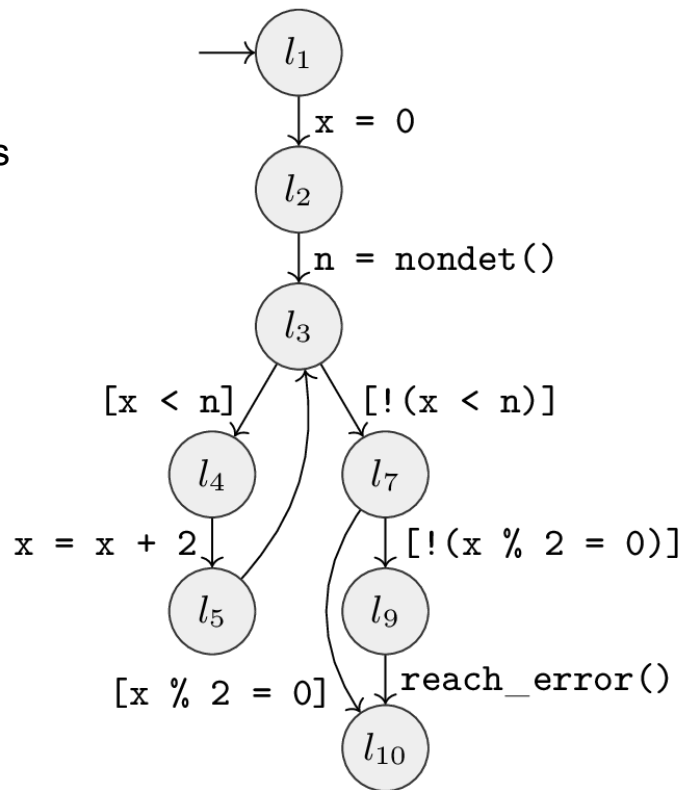 l₁
x = 0
s
l₂
n = nondet()
l₃
[x < n] [!(x < n)]
l₄ l₇
x = x + 2 [!(x % 2 = 0)]
l₅ l₉
[x % 2 = 0] reach_error()
l₁₀